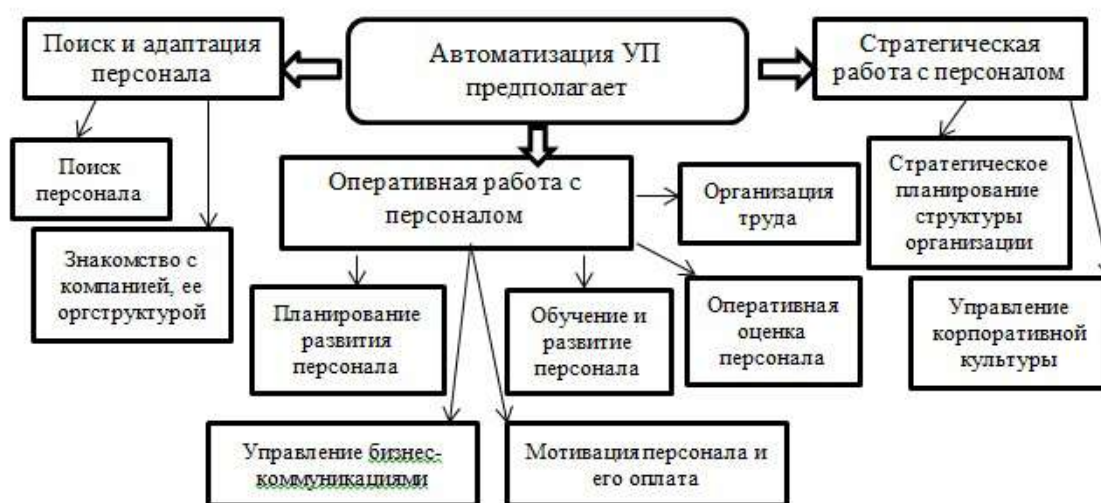 Поиск и адаптация
персонала
Автоматизация УП
предполагает
Стратегическая
работа с персоналом
Поиск
персонала
Знакомство с
компанией, ее
оргструктурой
Оперативная работа с
персоналом
Организация
труда
Стратегическое
планирование
структуры
организации
Планирование
развития
персонала
Обучение и
развитие
персонала
Оперативная
оценка
персонала
Управление
корпоративной
культуры
Управление бизнес-
коммуникациями
Мотивация персонала и
его оплата